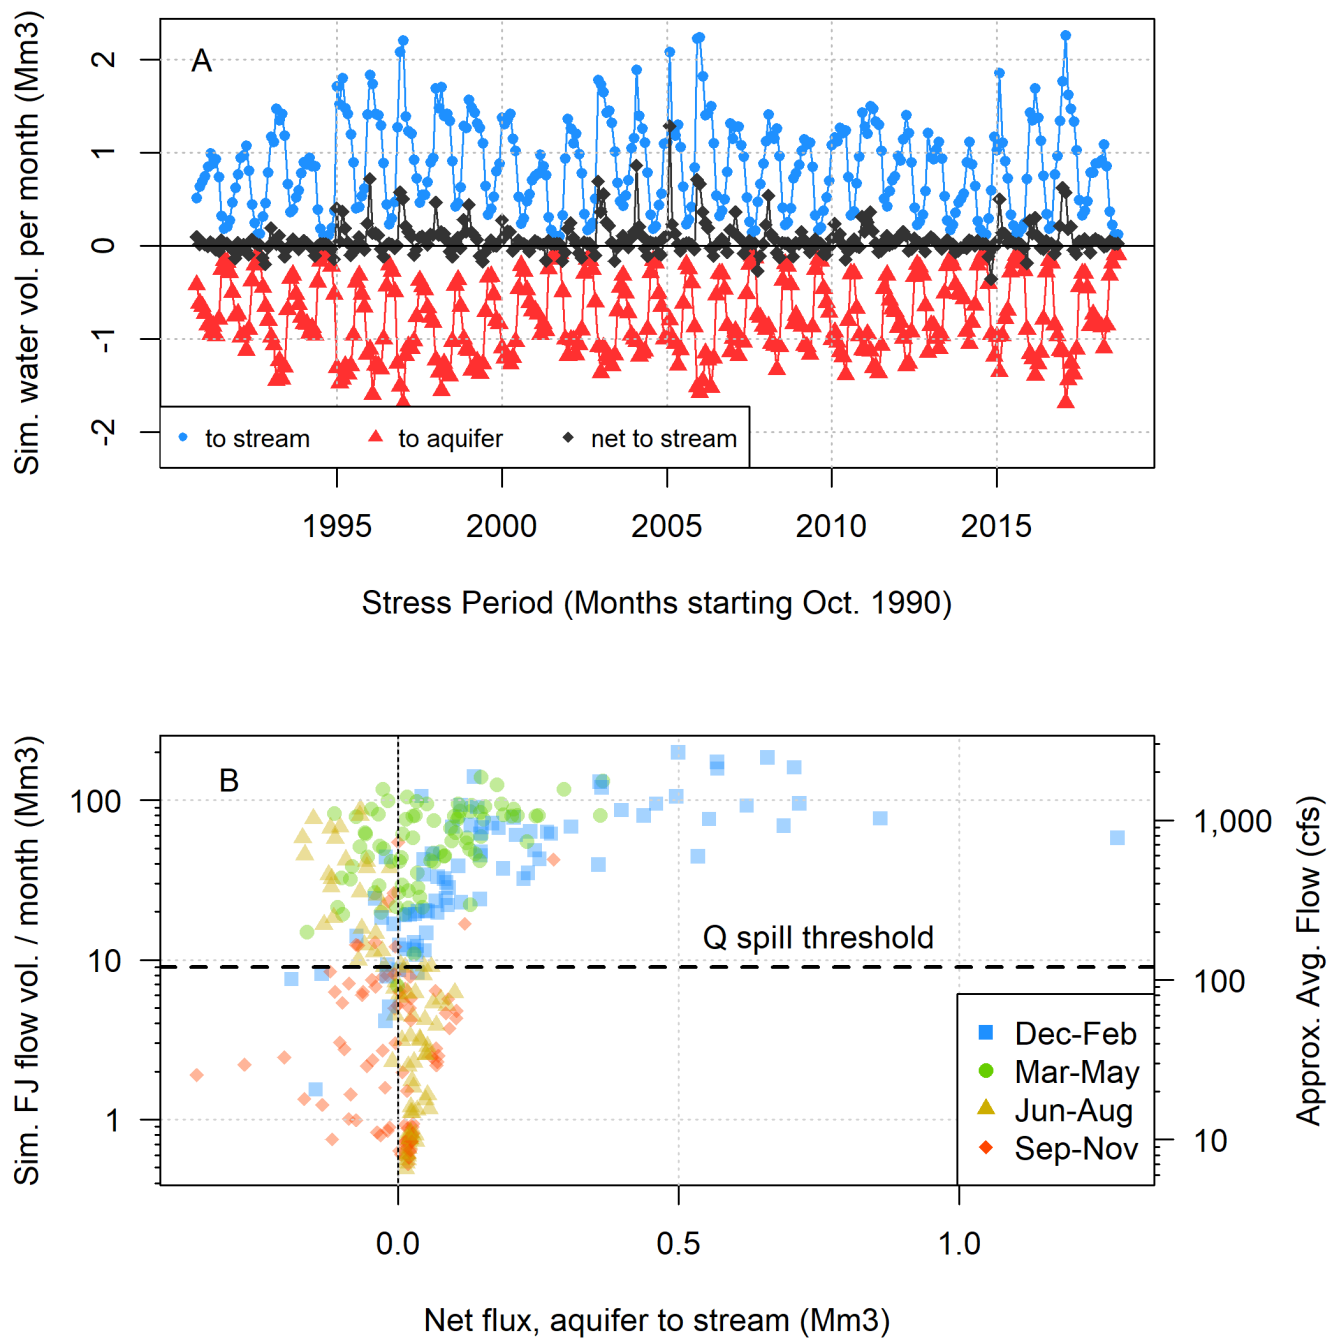 Sim. water vol. per month (Mm3)
2
1
0
-1
-2
A
to stream
to aquifer
net to stream
1995
2000
2005
2010
2015
Stress Period (Months starting Oct. 1990)
Sim. FJ flow vol. / month (Mm3)
100
10
1
B
Q spill threshold
1,000
100
10
Approx. Avg. Flow (cfs)
Dec-Feb
Mar-May
Jun-Aug
Sep-Nov
0.0
0.5
1.0
Net flux, aquifer to stream (Mm3)